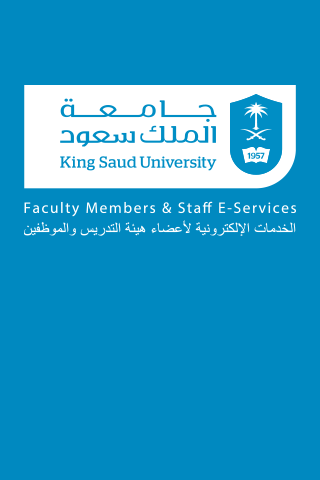 جامعة
الملك سعود
King Saud University
1957
Faculty Members & Staff E-Services
الخدمات الإلكترونية لأعضاء هيئة التدريس والموظفين